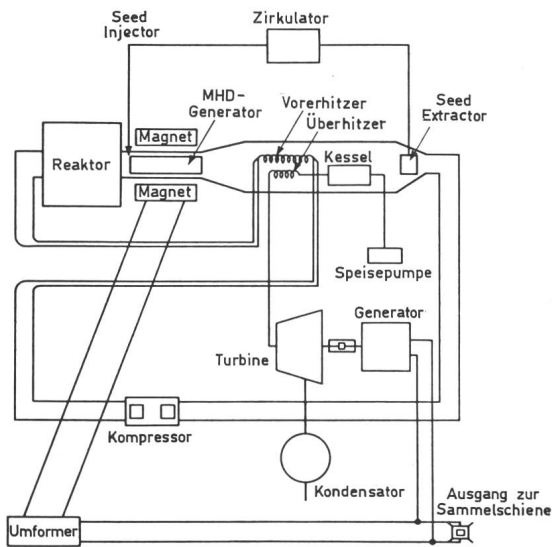 Seed
Injector
Zirkulator
MHD-
Generator
Vorerhitzer
Überhitzer
Seed
Extractor
Magnet
Reaktor
Kessel
Magnet
Speisepumpe
Generator
Turbine
Kompressor
Kondensator
Ausgang zur
Sammelschiene
Umformer